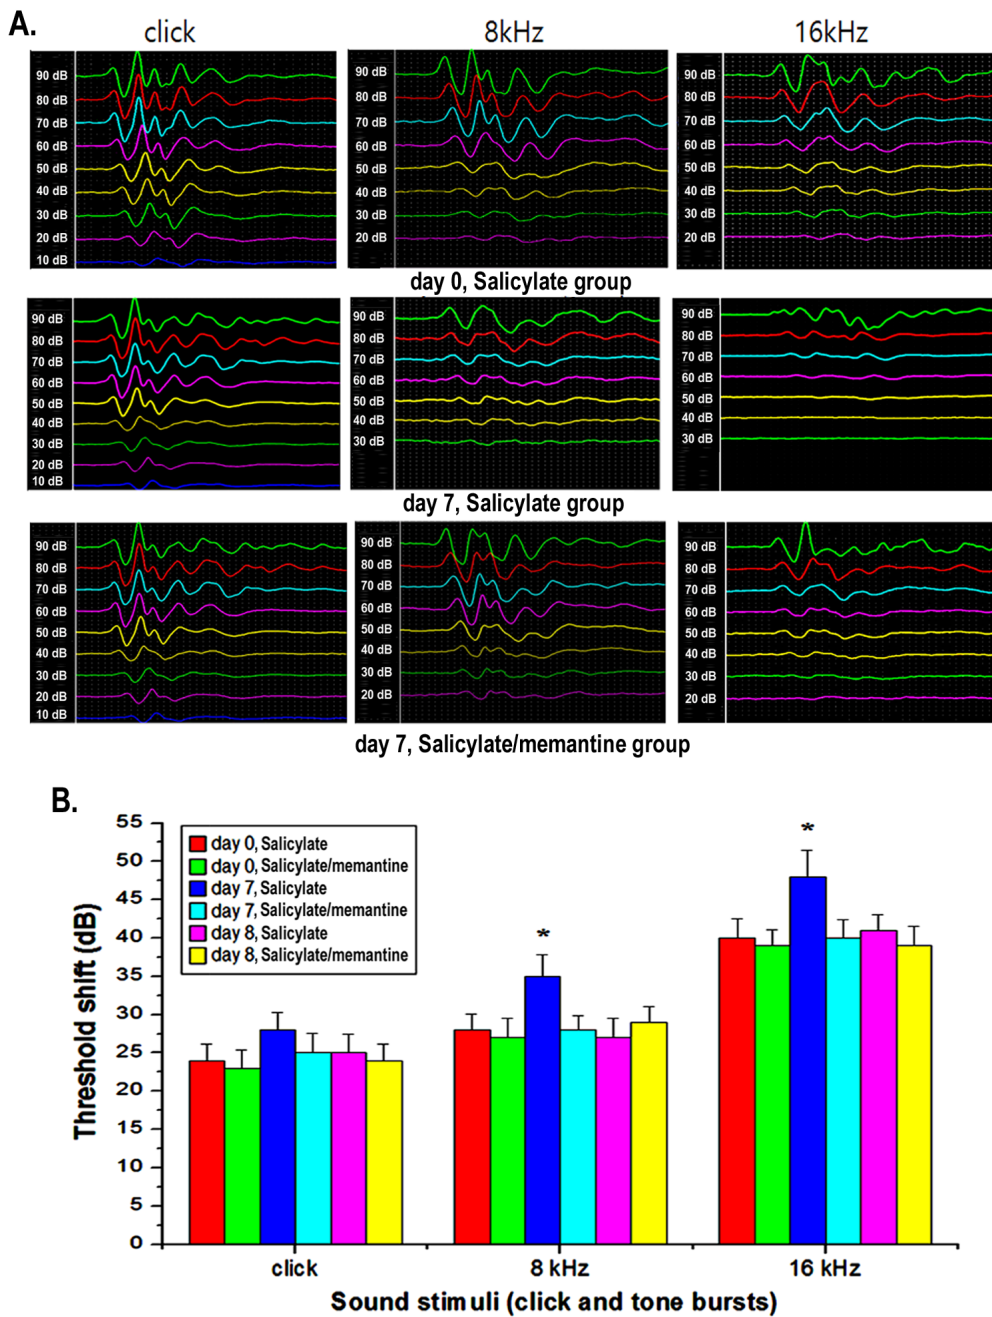 A.
click 8kHz 16kHz
90 dB 90 dB 90 dB
80 dB 80 dB 80 dB
70 dB 70 dB 70 dB
60 dB 60 dB 60 dB
50 dB 50 dB 50 dB
40 dB 40 dB 40 dB
30 dB 30 dB 30 dB
20 dB 20 dB 20 dB
10 dB
day 0, Salicylate group
90 dB 90 dB 90 dB
80 dB 80 dB 80 dB
70 dB 70 dB 70 dB
60 dB 60 dB 60 dB
50 dB 50 dB 50 dB
40 dB 40 dB 40 dB
30 dB 30 dB 30 dB
20 dB
10 dB
day 7, Salicylate group
90 dB 90 dB 90 dB
80 dB 80 dB 80 dB
70 dB 70 dB 70 dB
60 dB 60 dB 60 dB
50 dB 50 dB 50 dB
40 dB 40 dB 40 dB
30 dB 30 dB 30 dB
20 dB 20 dB 20 dB
10 dB
day 7, Salicylate/memantine group
B.
Threshold shift (dB)
55
50
45
40
35
30
25
20
15
10
5
0
day 0, Salicylate
day 0, Salicylate/memantine
day 7, Salicylate
day 7, Salicylate/memantine
day 8, Salicylate
day 8, Salicylate/memantine
*
*
click 8 kHz 16 kHz
Sound stimuli (click and tone bursts)